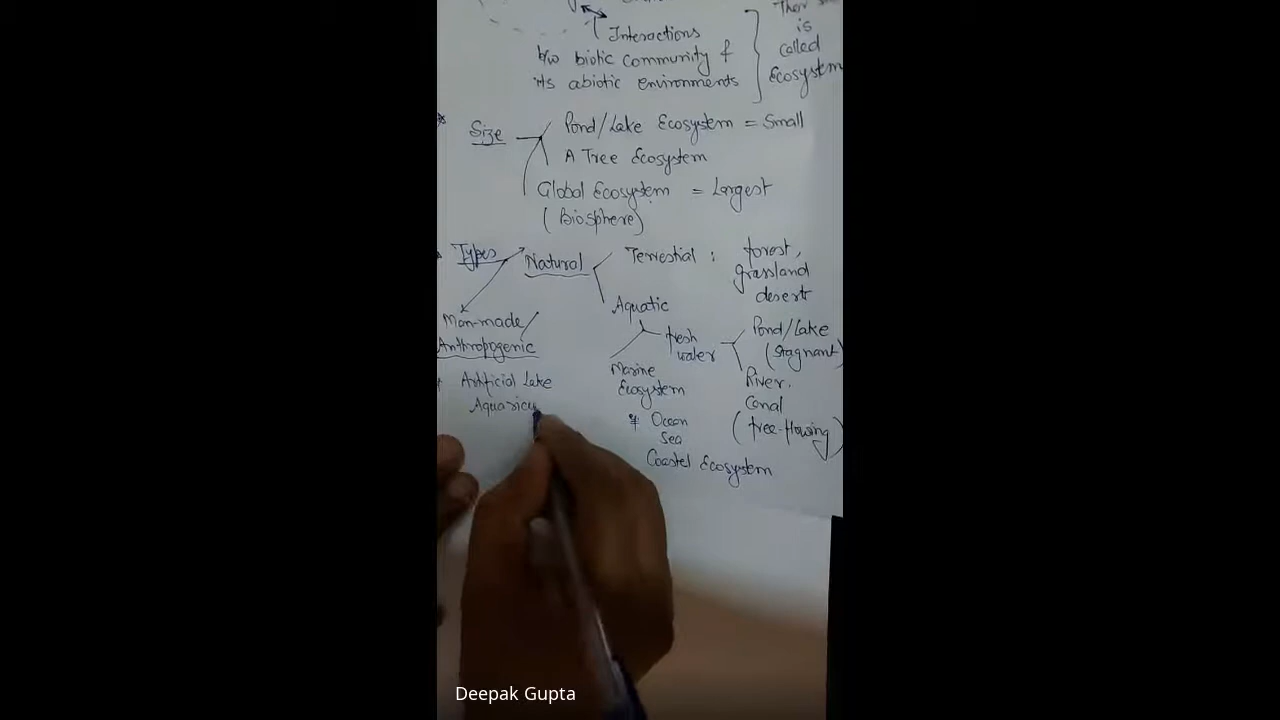 Interactions
b/w biotic community &
its abiotic environments
is
called
Ecosystem
Size
Pond/Lake Ecosystem = Small
A Tree Ecosystem
Global Ecosystem = Largest
(Biosphere)
Types
Natural
Terrestial : forest,
grassland
desert
Aquatic
fresh
water
Pond/Lake
(stagnant)
River.
Canal
(free-flowing)
Marine
Ecosystem
* Ocean
Sea
Coastel Ecosystem
Man-made/
Anthropogenic
Artificial Lake
Aquariu
Deepak Gupta